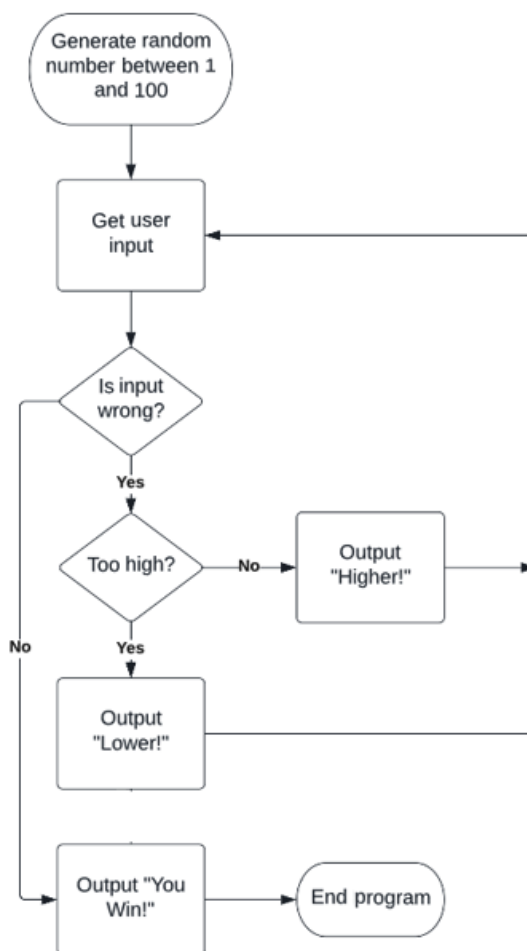 Generate random
number between 1
and 100
Get user
input
Is input
wrong?
Yes
Too high?
No
Output
"Higher!"
No
Yes
Output
"Lower!"
Output "You
Win!"
End program